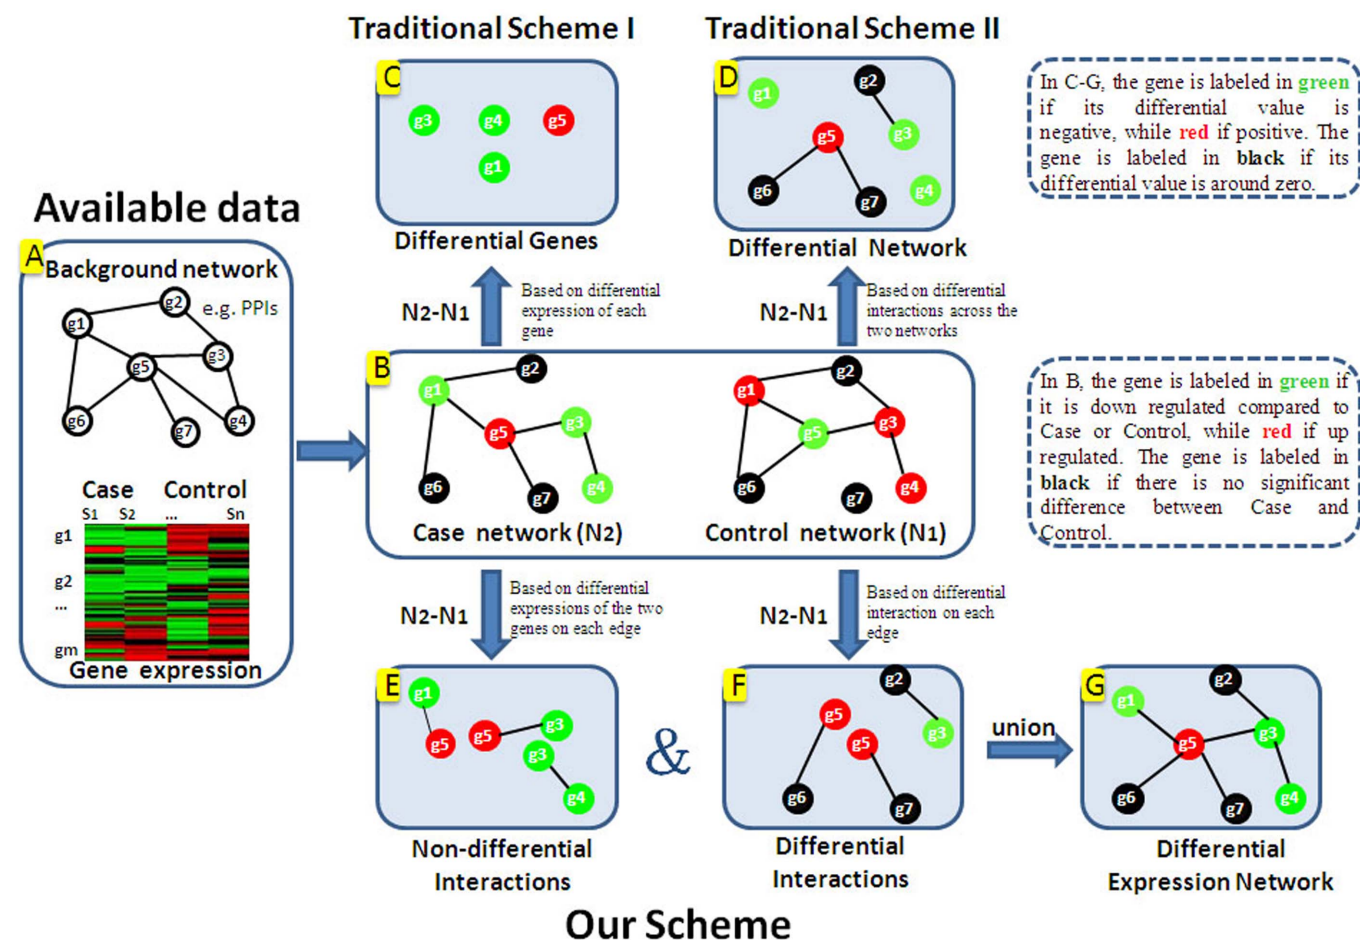 Traditional Scheme I
Traditional Scheme II
C
g3
g4
g5
g1
Differential Genes
D
g1
g2
g5
g3
g6
g7
g4
Differential Network
In C-G, the gene is labeled in green
if its differential value is
negative, while red if positive. The
gene is labeled in black if its
differential value is around zero.
Available data
A
Background network
e.g. PPIs
g2
g1
g3
g5
g6
g7
g4
Case Control
S1 S2 ... Sn
g1
g2
...
gm
Gene expression
N2-N1
Based on differential
expression of each
gene
N2-N1
Based on differential
interactions across the
two networks
B
g2
g1
g5
g3
g6
g7
g4
Case network (N2)
g2
g1
g5
g3
g6
g7
g4
Control network (N1)
In B, the gene is labeled in green if
it is down regulated compared to
Case or Control, while red if up
regulated. The gene is labeled in
black if there is no significant
difference between Case and
Control.
N2-N1
Based on differential
expressions of the two
genes on each edge
N2-N1
Based on differential
interaction on each
edge
E
g1
g5
g5
g3
g3
g4
Non-differential
Interactions
&
F
g2
g5
g3
g5
g6
g7
Differential
Interactions
union
G
g2
g1
g5
g3
g6
g7
g4
Differential
Expression Network
Our Scheme